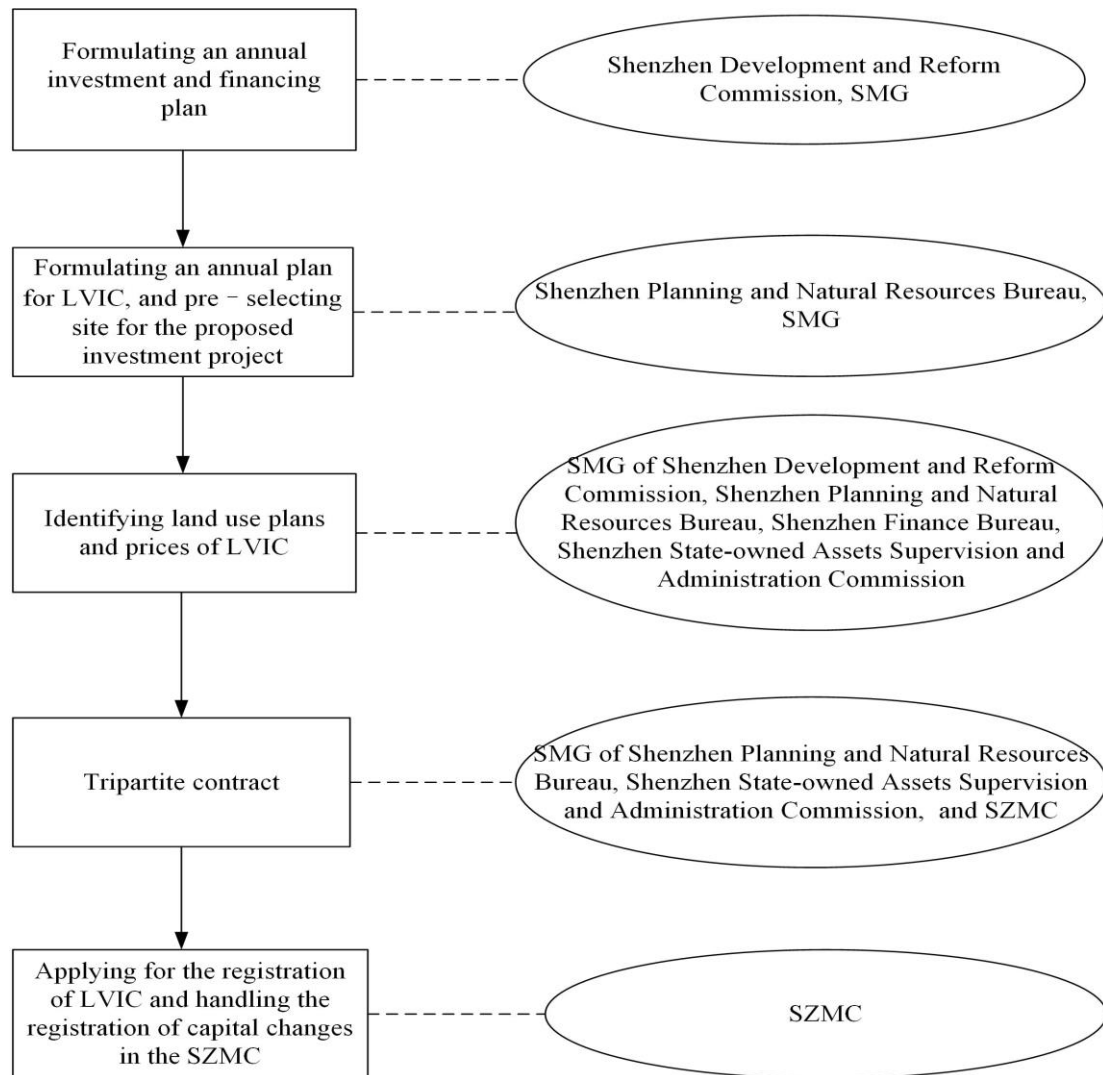 Formulating an annual
investment and financing
plan
Shenzhen Development and Reform
Commission, SMG
Formulating an annual plan
for LVIC, and pre - selecting
site for the proposed
investment project
Shenzhen Planning and Natural Resources Bureau,
SMG
Identifying land use plans
and prices of LVIC
SMG of Shenzhen Development and Reform
Commission, Shenzhen Planning and Natural
Resources Bureau, Shenzhen Finance Bureau,
Shenzhen State-owned Assets Supervision and
Administration Commission
Tripartite contract
SMG of Shenzhen Planning and Natural Resources
Bureau, Shenzhen State-owned Assets Supervision
and Administration Commission, and SZMC
Applying for the registration
of LVIC and handling the
registration of capital changes
in the SZMC
SZMC